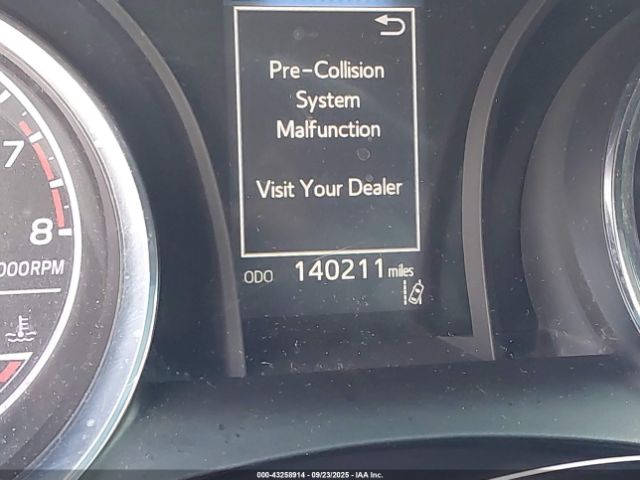 Pre-Collision
System
Malfunction
Visit Your Dealer
7
8
000RPM
ODO 140211 miles
000-43258914 - 09/23/2025 - IAA Inc.